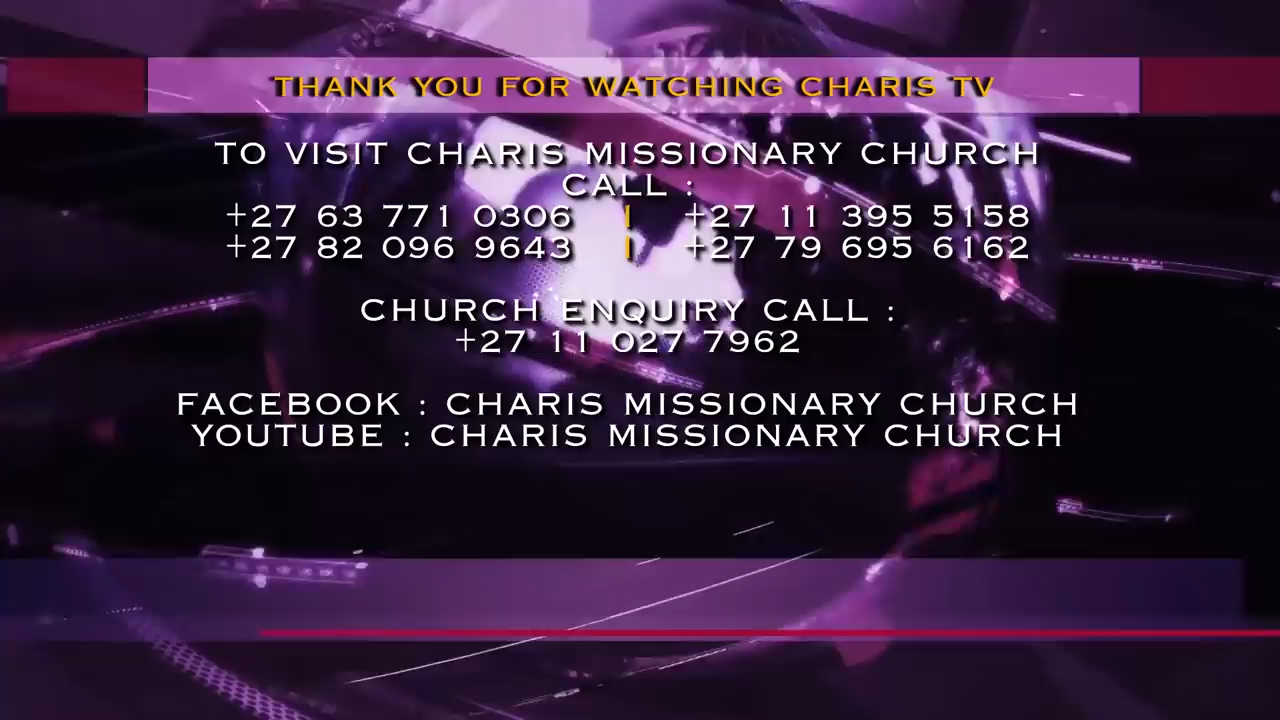 THANK YOU FOR WATCHING CHARIS TV
TO VISIT CHARIS MISSIONARY CHURCH
CALL :
+27 63 771 0306 | +27 11 395 5158
+27 82 096 9643 | +27 79 695 6162
CHURCH ENQUIRY CALL :
+27 11 027 7962
FACEBOOK : CHARIS MISSIONARY CHURCH
YOUTUBE : CHARIS MISSIONARY CHURCH